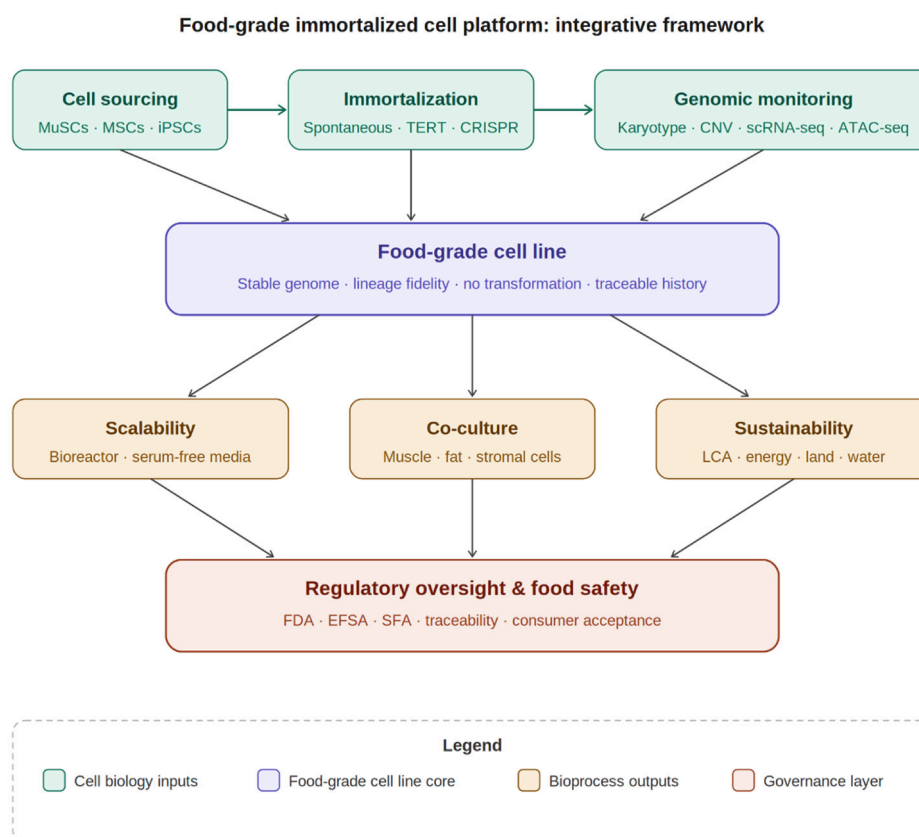 Food-grade immortalized cell platform: integrative framework
Cell sourcing
MuSCs · MSCs · iPSCs
Immortalization
Spontaneous · TERT · CRISPR
Genomic monitoring
Karyotype · CNV · scRNA-seq · ATAC-seq
Food-grade cell line
Stable genome · lineage fidelity · no transformation · traceable history
Scalability
Bioreactor · serum-free media
Co-culture
Muscle · fat · stromal cells
Sustainability
LCA · energy · land · water
Regulatory oversight & food safety
FDA · EFSA · SFA · traceability · consumer acceptance
Legend
Cell biology inputs
Food-grade cell line core
Bioprocess outputs
Governance layer